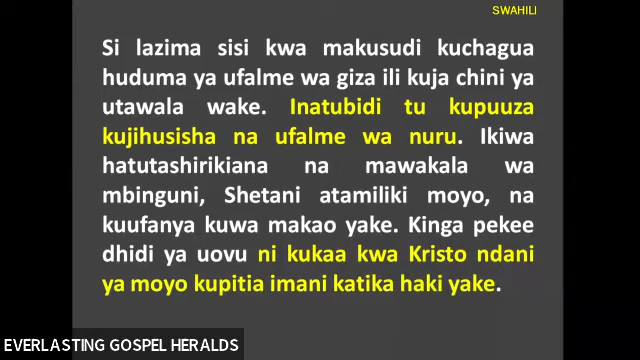 SWAHILI
Si lazima sisi kwa makusudi kuchagua
huduma ya ufalme wa giza ili kuja chini ya
utawala wake. Inatubidi tu kupuuza
kujihusisha na ufalme wa nuru. Ikiwa
hatutashirikiana na mawakala wa
mbinguni, Shetani atamiliki moyo, na
kuufanya kuwa makao yake. Kinga pekee
dhidi ya uovu ni kukaa kwa Kristo ndani
ya moyo kupitia imani katika haki yake.
EVERLASTING GOSPEL HERALDS